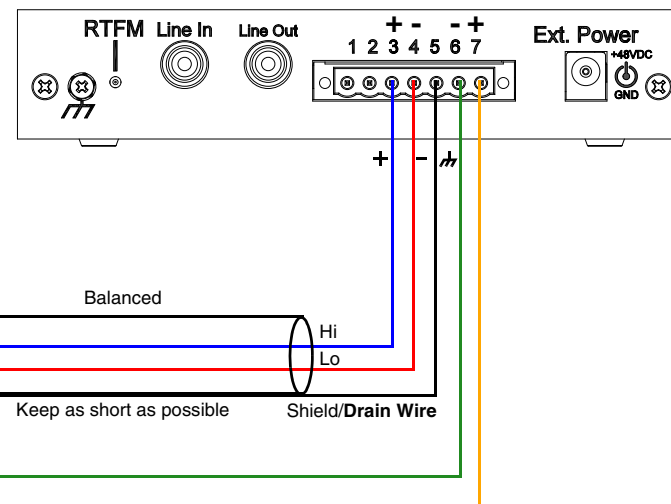 + - - +
RTFM Line In Line Out Ext. Power
1 2 3 4 5 6 7
+48VDC
GND
+ -
Balanced
Hi
Lo
Keep as short as possible Shield/Drain Wire